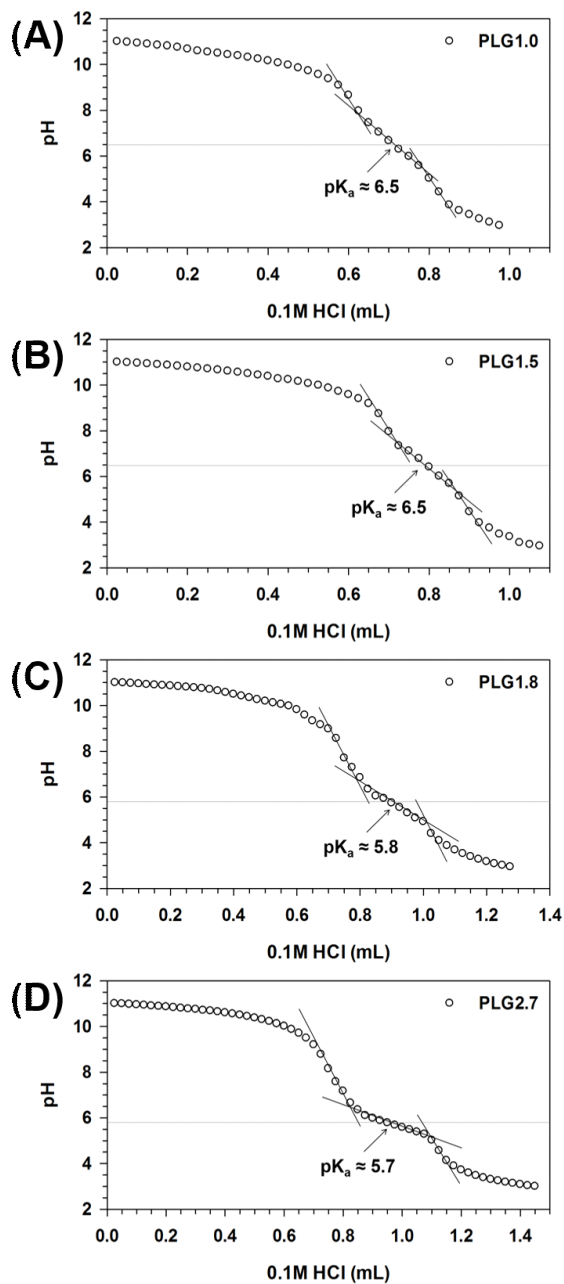 (A)
12
10
8
6
4
2
pH
PLG1.0
pKa ≈ 6.5
0.0 0.2 0.4 0.6 0.8 1.0
0.1M HCl (mL)
(B)
12
10
8
6
4
2
pH
PLG1.5
pKa ≈ 6.5
0.0 0.2 0.4 0.6 0.8 1.0
0.1M HCl (mL)
(C)
12
10
8
6
4
2
pH
PLG1.8
pKa ≈ 5.8
0.0 0.2 0.4 0.6 0.8 1.0 1.2 1.4
0.1M HCl (mL)
(D)
12
10
8
6
4
2
pH
PLG2.7
pKa ≈ 5.7
0.0 0.2 0.4 0.6 0.8 1.0 1.2 1.4
0.1M HCl (mL)